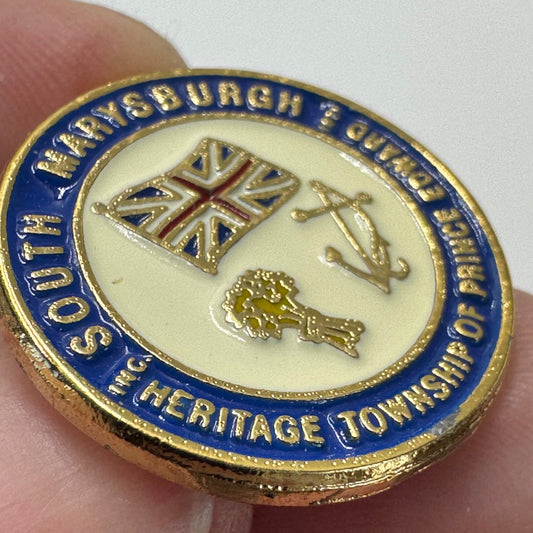 SOUTH MARYSBURGH
HERITAGE TOWNSHIP OF PRINCE EDWARD